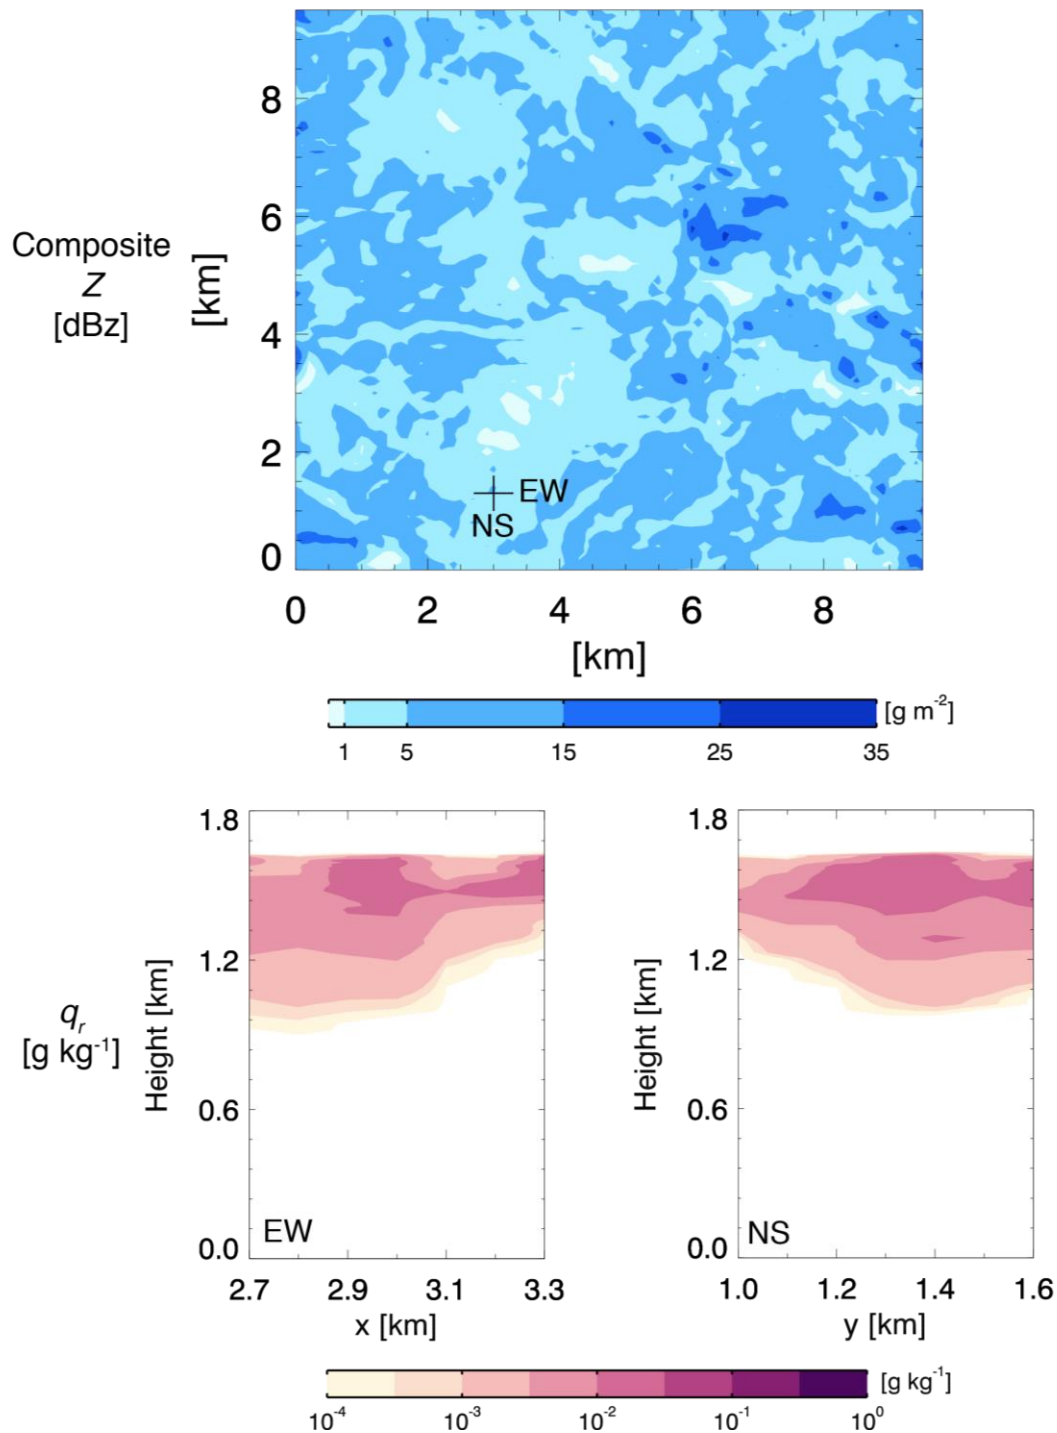 Composite
Z
[dBz]
[km]
8
6
4
2
0
EW
NS
0 2 4 6 8
[km]
[g m-2]
1 5 15 25 35
qr
[g kg-1]
Height [km]
1.8
1.2
0.6
0.0
EW
2.7 2.9 3.1 3.3
x [km]
Height [km]
1.8
1.2
0.6
0.0
NS
1.0 1.2 1.4 1.6
y [km]
[g kg-1]
10-4 10-3 10-2 10-1 100